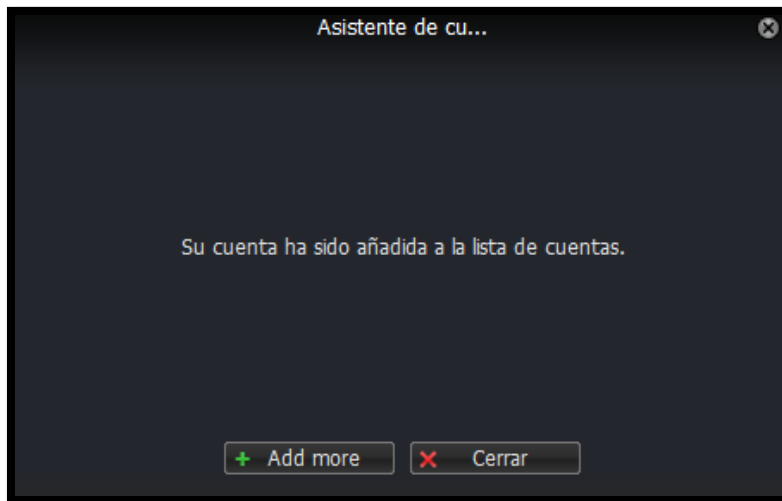 Asistente de cu...
Su cuenta ha sido añadida a la lista de cuentas.
Add more
Cerrar